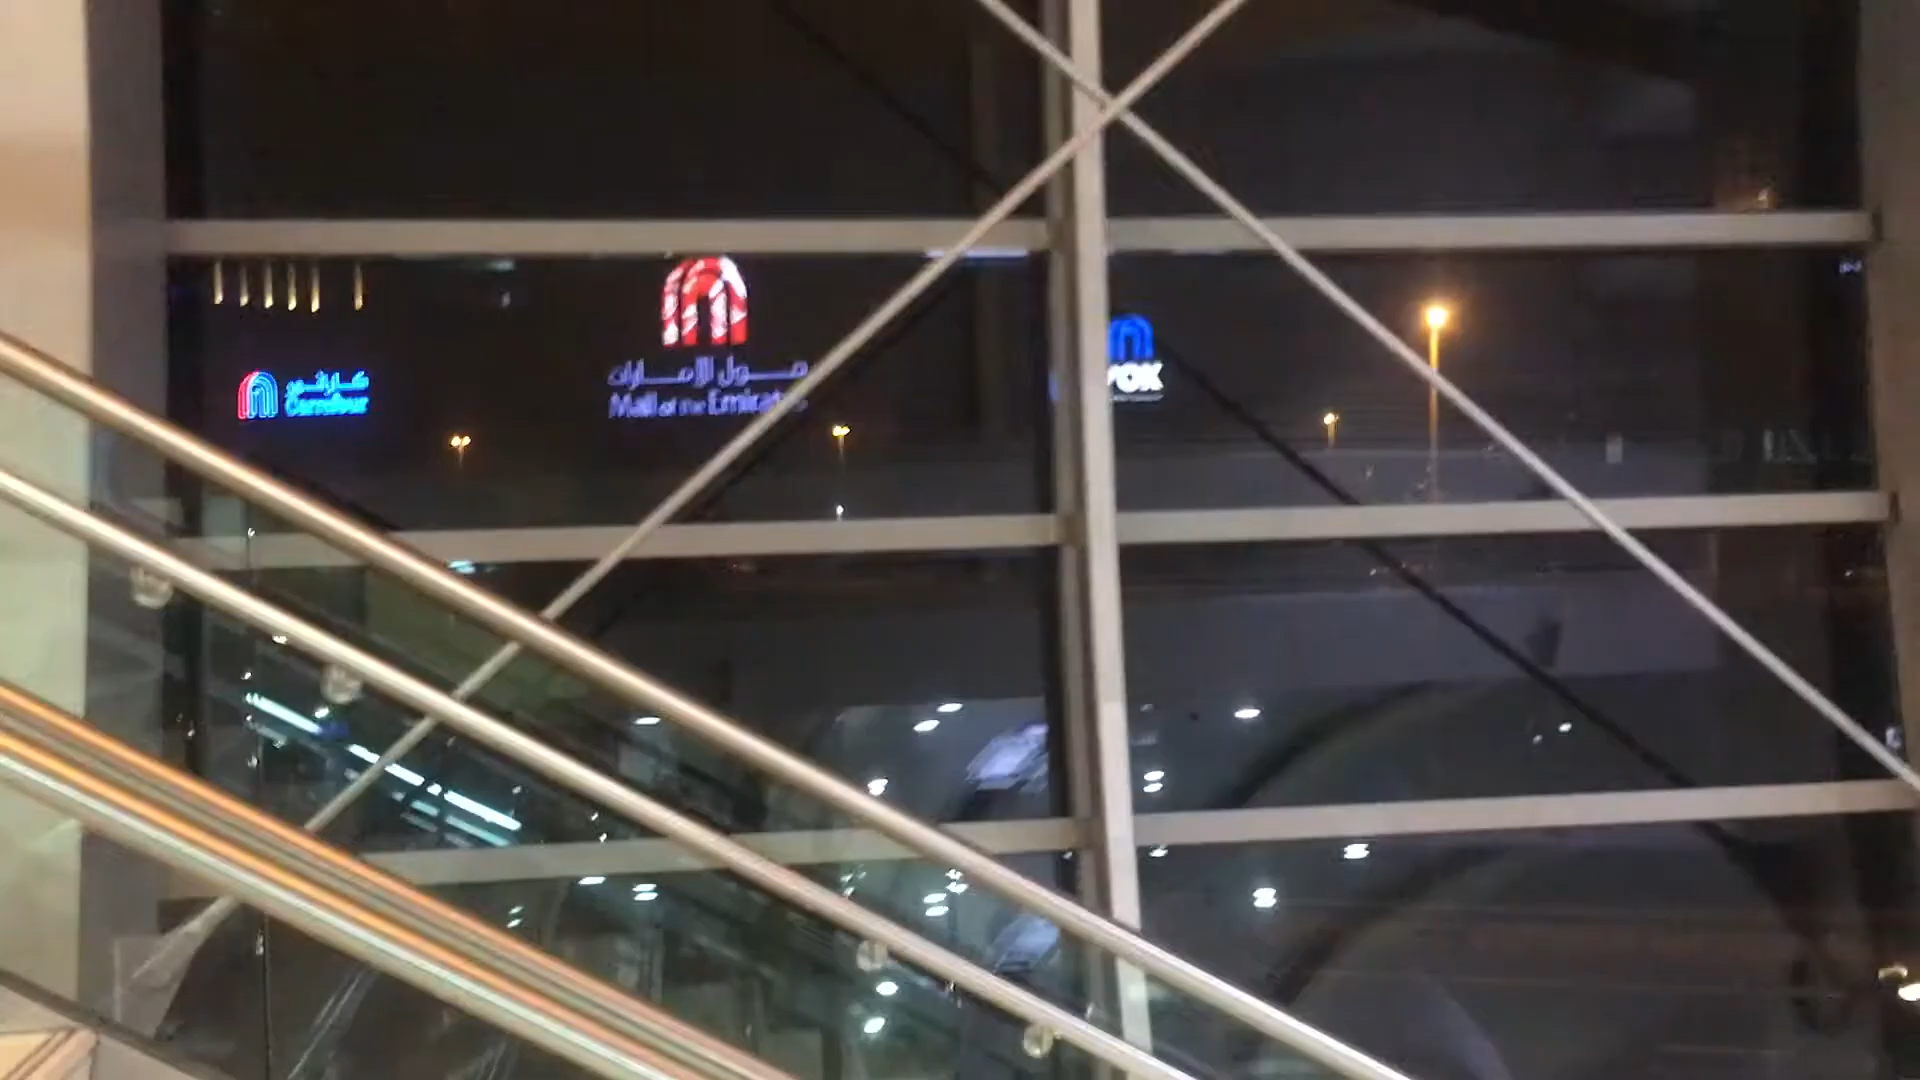 كارفور
Carrefour
مول الإمارات
Mall of the Emirates
VOX